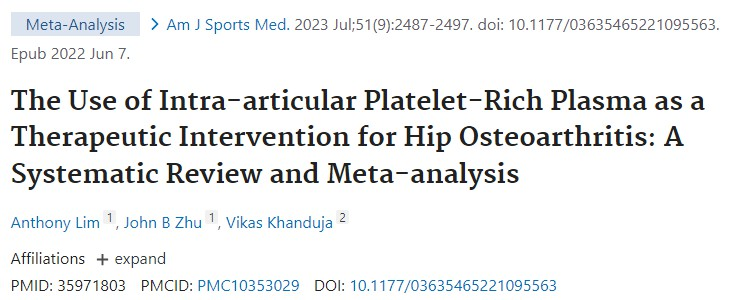 Meta-Analysis > Am J Sports Med. 2023 Jul;51(9):2487-2497. doi: 10.1177/03635465221095563.
Epub 2022 Jun 7.
The Use of Intra-articular Platelet-Rich Plasma as a
Therapeutic Intervention for Hip Osteoarthritis: A
Systematic Review and Meta-analysis
Anthony Lim 1, John B Zhu 1, Vikas Khanduja 2
Affiliations + expand
PMID: 35971803 PMCID: PMC10353029 DOI: 10.1177/03635465221095563